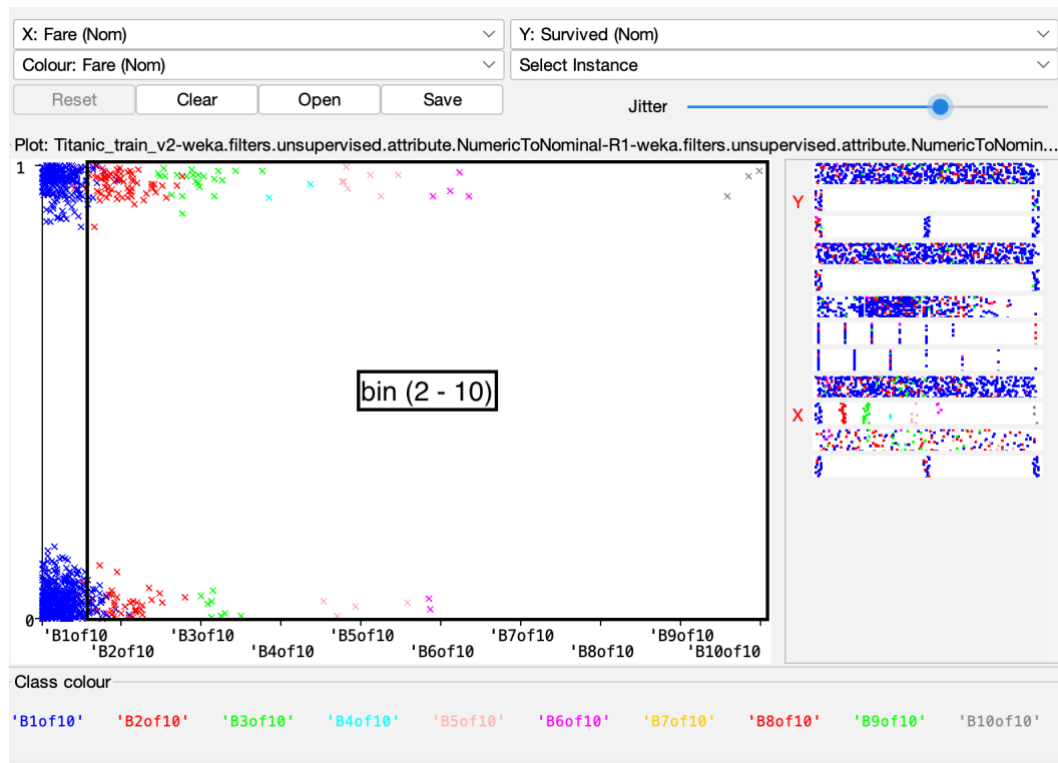 X: Fare (Nom)
Y: Survived (Nom)
Colour: Fare (Nom)
Select Instance
Reset
Clear
Open
Save
Jitter
Plot: Titanic_train_v2-weka.filters.unsupervised.attribute.NumericToNominal-R1-weka.filters.unsupervised.attribute.NumericToNomin...
1
Y
bin (2 - 10)
X
0
'B1of10 'B3of10 'B5of10 'B7of10 'B9of10
'B2of10 'B4of10 'B6of10 'B8of10 'B10of10
Class colour
'B1of10' 'B2of10' 'B3of10' 'B4of10' 'B5of10' 'B6of10' 'B7of10' 'B8of10' 'B9of10' 'B10of10'